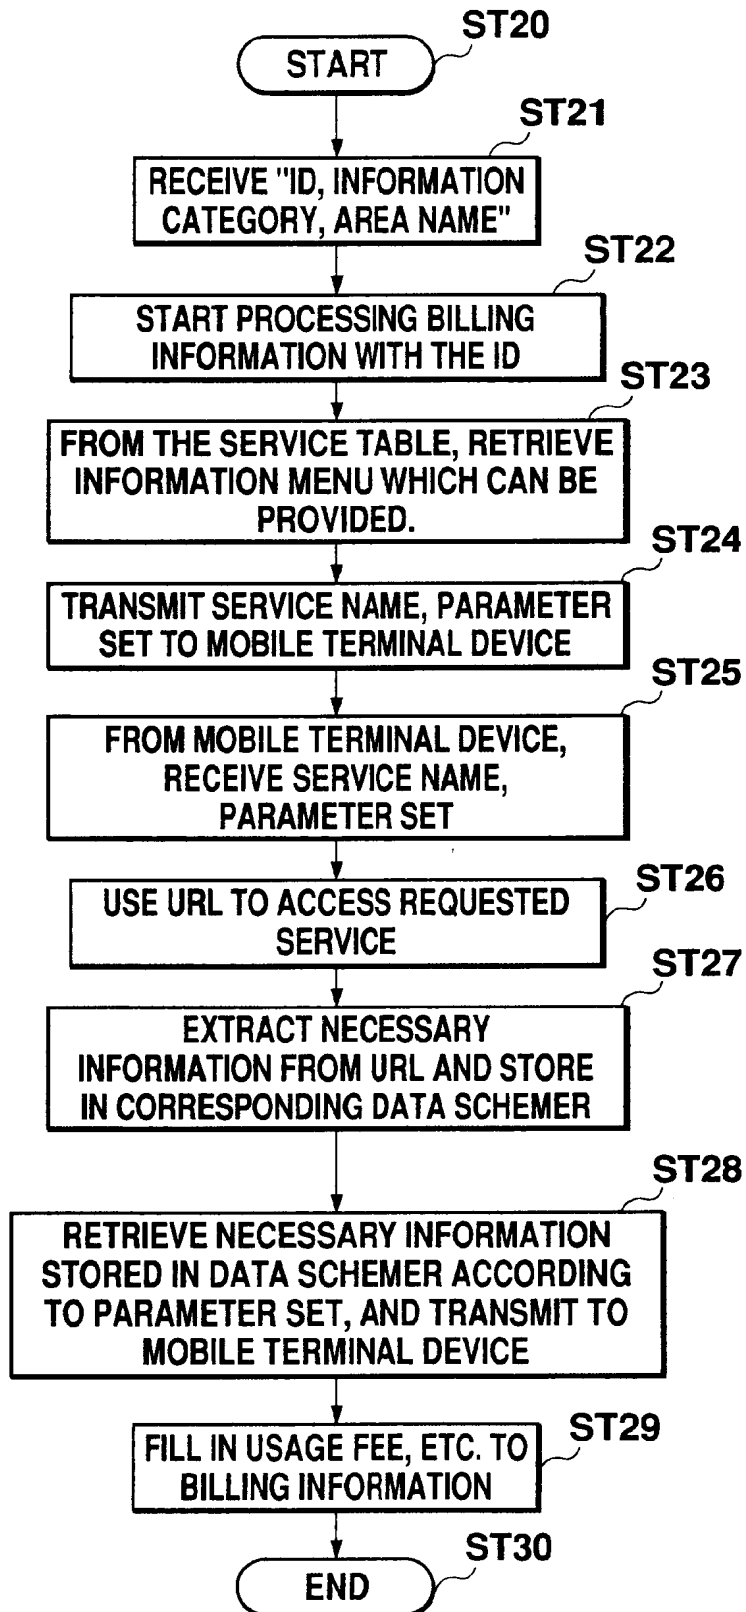 ST20
START
ST21
RECEIVE "ID, INFORMATION
CATEGORY, AREA NAME"
ST22
START PROCESSING BILLING
INFORMATION WITH THE ID
ST23
FROM THE SERVICE TABLE, RETRIEVE
INFORMATION MENU WHICH CAN BE
PROVIDED.
ST24
TRANSMIT SERVICE NAME, PARAMETER
SET TO MOBILE TERMINAL DEVICE
ST25
FROM MOBILE TERMINAL DEVICE,
RECEIVE SERVICE NAME,
PARAMETER SET
ST26
USE URL TO ACCESS REQUESTED
SERVICE
ST27
EXTRACT NECESSARY
INFORMATION FROM URL AND STORE
IN CORRESPONDING DATA SCHEMER
ST28
RETRIEVE NECESSARY INFORMATION
STORED IN DATA SCHEMER ACCORDING
TO PARAMETER SET, AND TRANSMIT TO
MOBILE TERMINAL DEVICE
ST29
FILL IN USAGE FEE, ETC. TO
BILLING INFORMATION
ST30
END